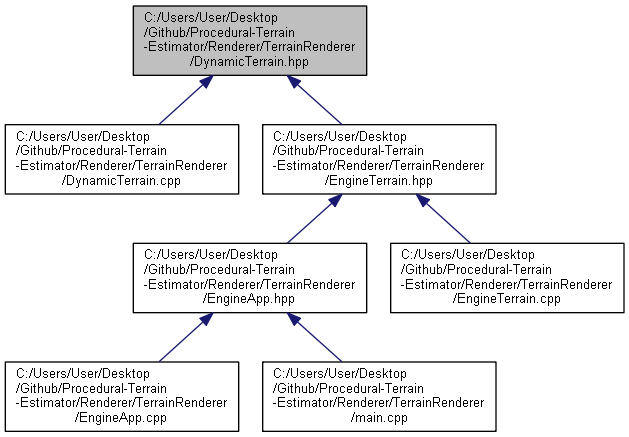 C:/Users/User/Desktop
/Github/Procedural-Terrain
-Estimator/Renderer/TerrainRenderer
/DynamicTerrain.hpp
C:/Users/User/Desktop
/Github/Procedural-Terrain
-Estimator/Renderer/TerrainRenderer
/DynamicTerrain.cpp
C:/Users/User/Desktop
/Github/Procedural-Terrain
-Estimator/Renderer/TerrainRenderer
/EngineTerrain.hpp
C:/Users/User/Desktop
/Github/Procedural-Terrain
-Estimator/Renderer/TerrainRenderer
/EngineApp.hpp
C:/Users/User/Desktop
/Github/Procedural-Terrain
-Estimator/Renderer/TerrainRenderer
/EngineTerrain.cpp
C:/Users/User/Desktop
/Github/Procedural-Terrain
-Estimator/Renderer/TerrainRenderer
/EngineApp.cpp
C:/Users/User/Desktop
/Github/Procedural-Terrain
-Estimator/Renderer/TerrainRenderer
/main.cpp